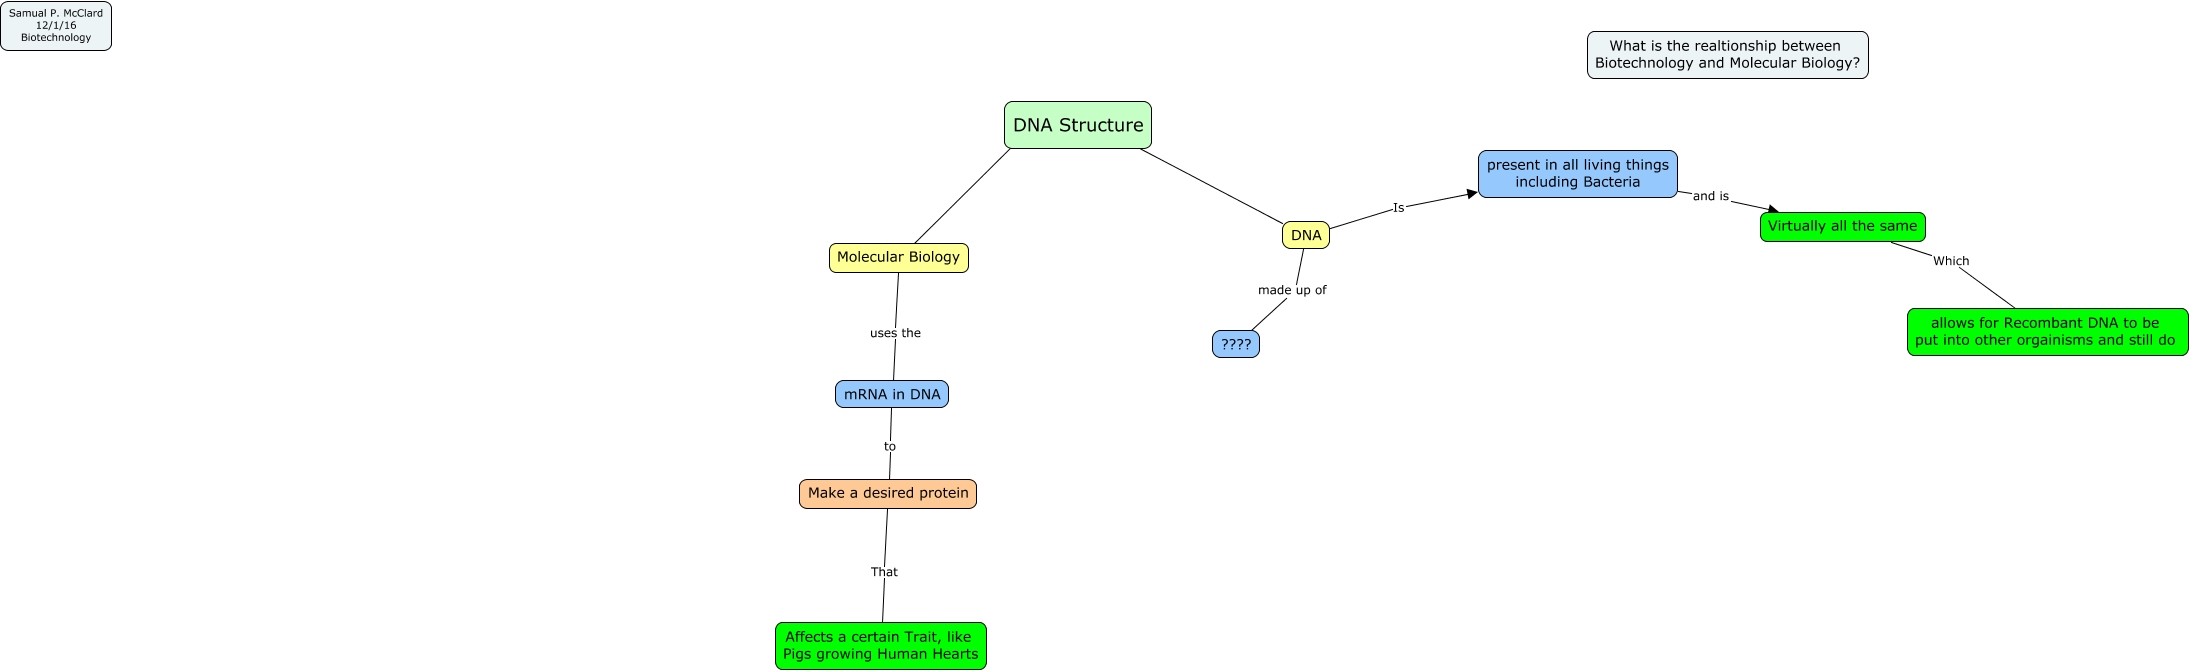 Samual P. McClard
12/1/16
Biotechnology
What is the realtionship between
Biotechnology and Molecular Biology?
DNA Structure
present in all living things
including Bacteria
Is
and is
Virtually all the same
DNA
Molecular Biology
Which
made up of
allows for Recombant DNA to be
put into other orgainisms and still do
uses the
????
mRNA in DNA
to
Make a desired protein
That
Affects a certain Trait, like
Pigs growing Human Hearts